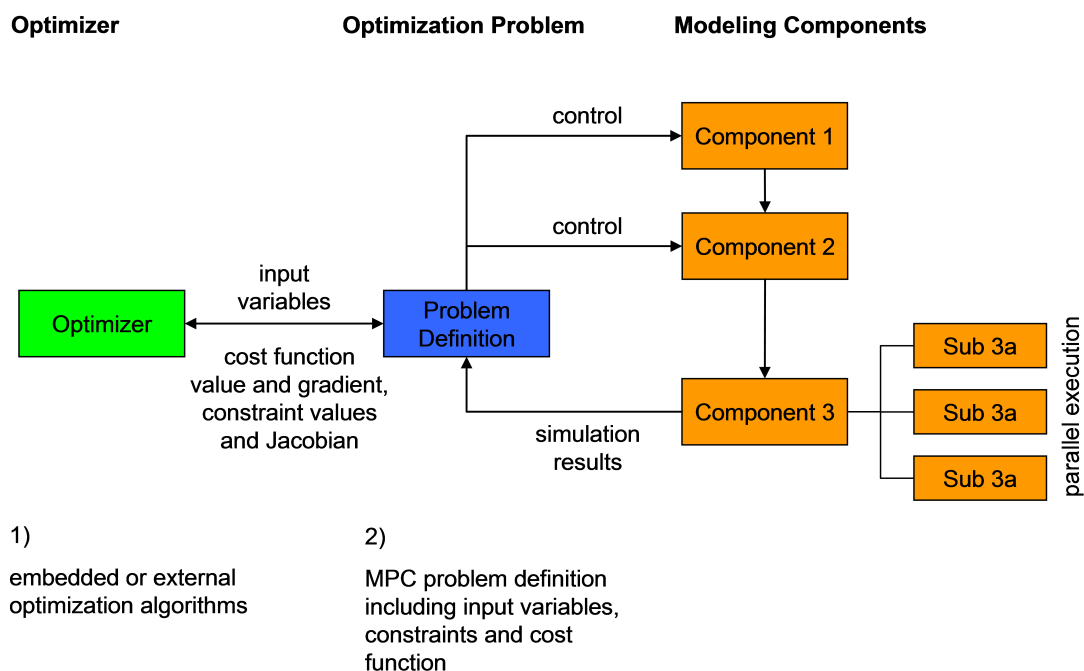 Optimizer
Optimization Problem
Modeling Components
control
Component 1
control
Component 2
input
variables
Optimizer
Problem
Definition
cost function
value and gradient,
constraint values
and Jacobian
Component 3
simulation
results
Sub 3a
Sub 3a
Sub 3a
parallel execution
1)
embedded or external
optimization algorithms
2)
MPC problem definition
including input variables,
constraints and cost
function